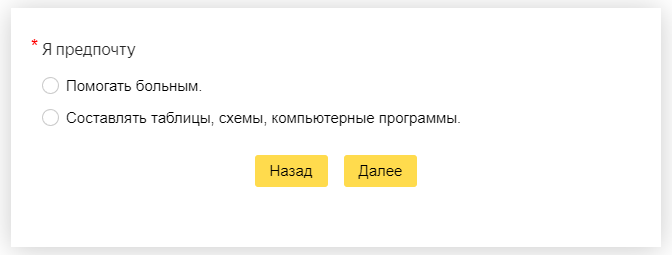 * Я предпочту
Помогать больным.
Составлять таблицы, схемы, компьютерные программы.
Назад Далее